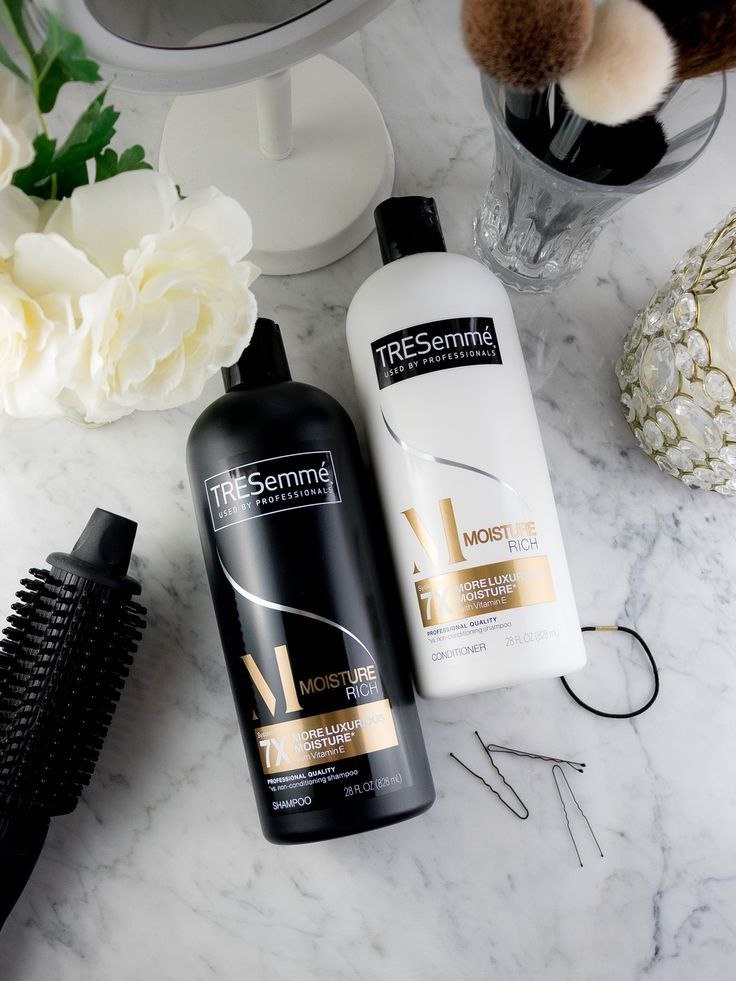 TRESemmé
USED BY PROFESSIONALS
M MOISTURE
RICH
System
7X MORE LUXURIOUS
MOISTURE*
with Vitamin E
PROFESSIONAL QUALITY
*vs. non-conditioning shampoo
SHAMPOO 28 FL OZ (828 mL)
TRESemmé
USED BY PROFESSIONALS
M MOISTURE
RICH
System
7X MORE LUXURIOUS
MOISTURE*
with Vitamin E
PROFESSIONAL QUALITY
*vs. non-conditioning shampoo
28 FL OZ (828 mL)
CONDITIONER